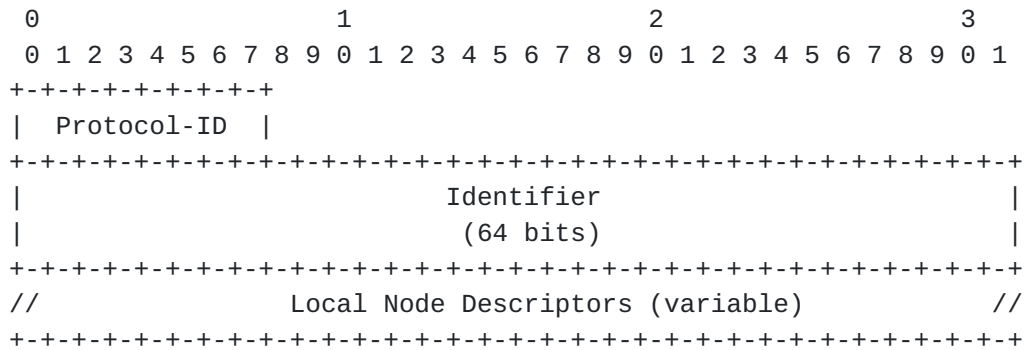 0                   1                   2                   3
 0 1 2 3 4 5 6 7 8 9 0 1 2 3 4 5 6 7 8 9 0 1 2 3 4 5 6 7 8 9 0 1
+-+-+-+-+-+-+-+-+
|  Protocol-ID  |
+-+-+-+-+-+-+-+-+-+-+-+-+-+-+-+-+-+-+-+-+-+-+-+-+-+-+-+-+-+-+-+-+
|                           Identifier                          |
|                            (64 bits)                          |
+-+-+-+-+-+-+-+-+-+-+-+-+-+-+-+-+-+-+-+-+-+-+-+-+-+-+-+-+-+-+-+-+
//                Local Node Descriptors (variable)            //
+-+-+-+-+-+-+-+-+-+-+-+-+-+-+-+-+-+-+-+-+-+-+-+-+-+-+-+-+-+-+-+-+